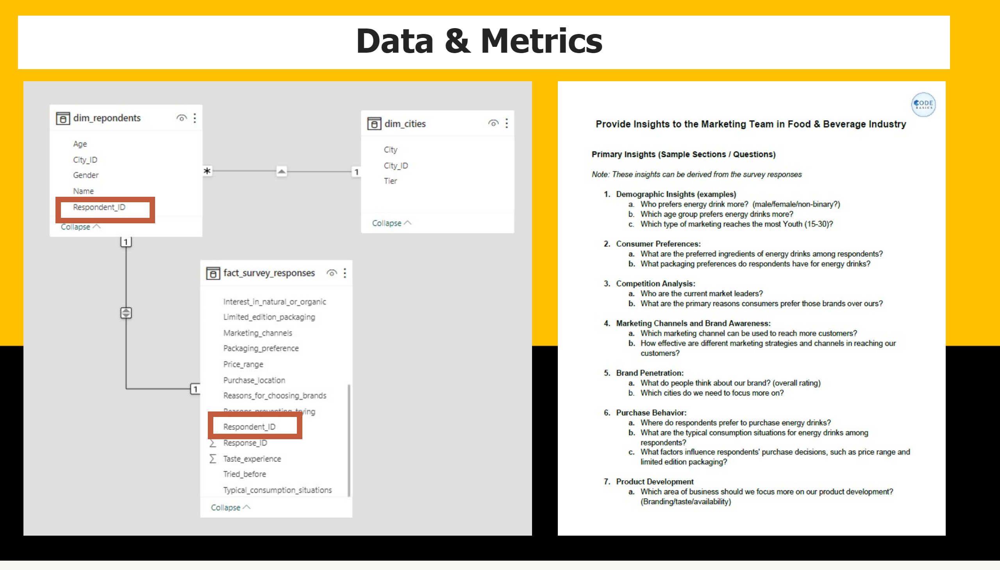 Data & Metrics
dim_repondents
Age
City_ID
Gender
Name
Respondent_ID
Collapse
*
1
dim_cities
City
City_ID
Tier
Collapse
1
1
fact_survey_responses
Interest_in_natural_or_organic
Limited_edition_packaging
Marketing_channels
Packaging_preference
Price_range
Purchase_location
Reasons_for_choosing_brands
Reasons_preventing_trying
Respondent_ID
Σ Response_ID
Σ Taste_experience
Tried_before
Typical_consumption_situations
Collapse
CODE
BASICS
Provide Insights to the Marketing Team in Food & Beverage Industry
Primary Insights (Sample Sections / Questions)
Note: These insights can be derived from the survey responses
1. Demographic Insights (examples)
a. Who prefers energy drink more? (male/female/non-binary?)
b. Which age group prefers energy drinks more?
c. Which type of marketing reaches the most Youth (15-30)?
2. Consumer Preferences:
a. What are the preferred ingredients of energy drinks among respondents?
b. What packaging preferences do respondents have for energy drinks?
3. Competition Analysis:
a. Who are the current market leaders?
b. What are the primary reasons consumers prefer those brands over ours?
4. Marketing Channels and Brand Awareness:
a. Which marketing channel can be used to reach more customers?
b. How effective are different marketing strategies and channels in reaching our
customers?
5. Brand Penetration:
a. What do people think about our brand? (overall rating)
b. Which cities do we need to focus more on?
6. Purchase Behavior:
a. Where do respondents prefer to purchase energy drinks?
b. What are the typical consumption situations for energy drinks among
respondents?
c. What factors influence respondents' purchase decisions, such as price range and
limited edition packaging?
7. Product Development
a. Which area of business should we focus more on our product development?
(Branding/taste/availability)